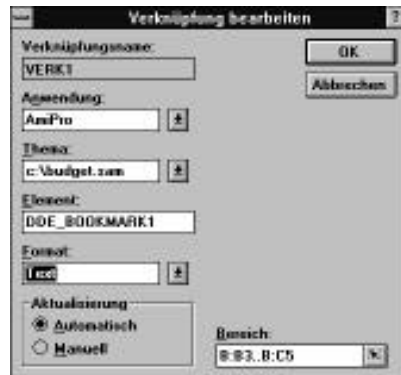 Verknüpfung bearbeiten
?
Verknüpfungsname:
VERK1
OK
Abbrechen
Anwendung:
AmiPro
Thema:
c:\budget.sam
Element:
DDE_BOOKMARK1
Format:
Text
Aktualisierung
Automatisch
Manuell
Bereich:
B:B3..B:C5